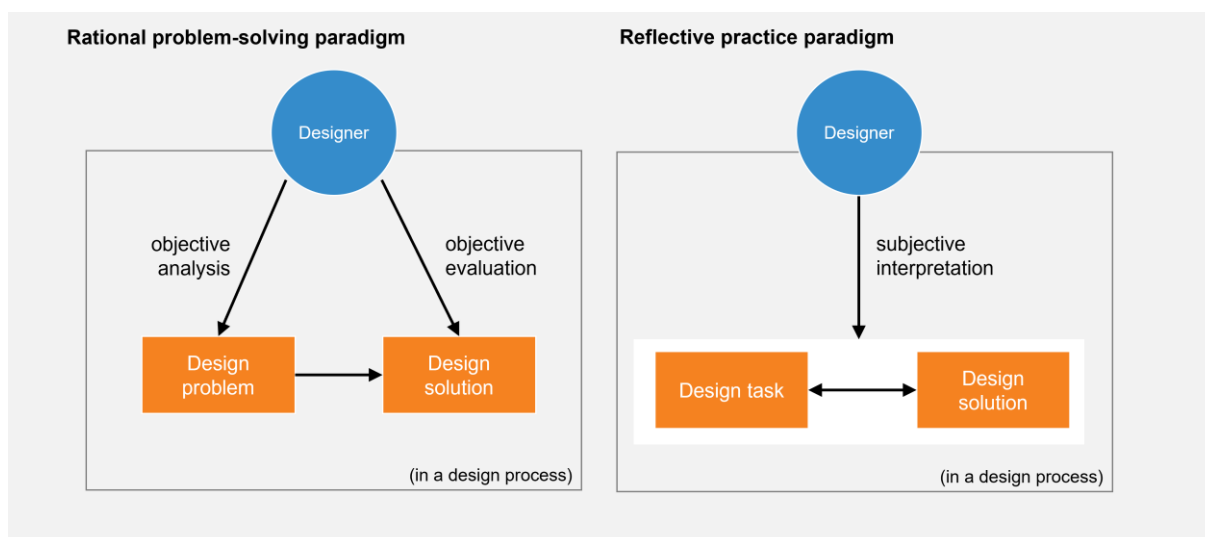 Rational problem-solving paradigm
Designer
objective
analysis
objective
evaluation
Design
problem
Design
solution
(in a design process)
Reflective practice paradigm
Designer
subjective
interpretation
Design task
Design
solution
(in a design process)